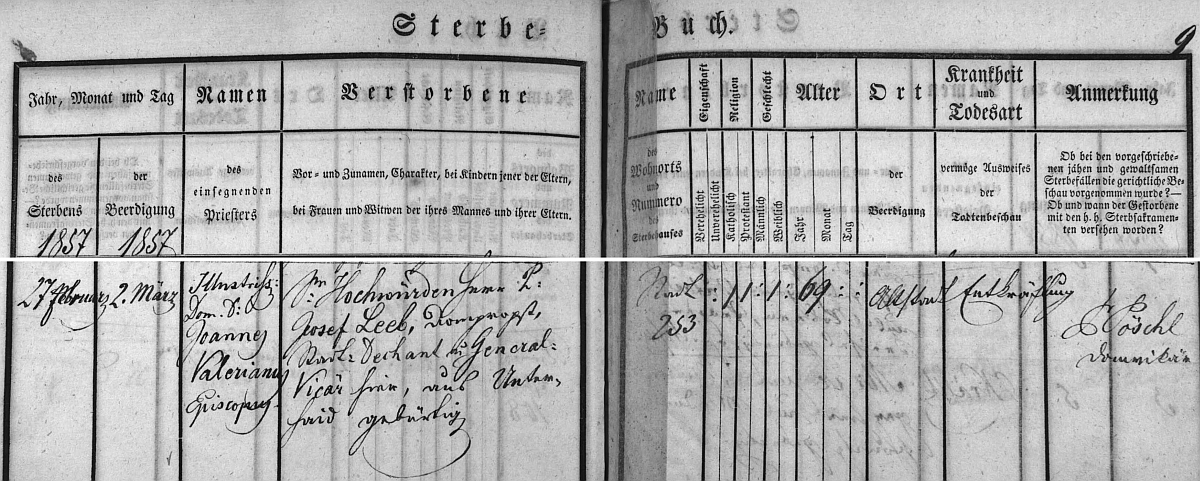 Sterbe-Buch.
9
Jahr, Monat und Tag
des Sterbens
1857
der Beerdigung
1857
Namen
des einsegnenden Priesters
Verstorbene
Vor- und Zunamen, Charakter, bei Kindern jener der Eltern,
bei Frauen und Witwen der ihres Mannes und ihrer Eltern.
Name
des
Wohnorts
und
Nummero
des
Sterbehauses
Eigenschaft
Verehelicht
Unverehelicht
Religion
Katholisch
Protestant
Geschlecht
Männlich
Weiblich
Alter
Jahr
Monat
Tag
Ort
der
Beerdigung
Krankheit
und
Todesart
vermöge Ausweises
der
Todtenbeschau
Anmerkung
Ob bei den vorgeschriebe-
nen jähen und gewaltsamen
Sterbefällen die gerichtliche Be-
schau vorgenommen wurde? —
Ob und wann der Gestorbene
mit den h. h. Sterbsakramen-
ten versehen worden?
27 Februar
2. März
Illustriss:
Dom. D. D.
Joannes
Valerianus
Episcopus
Sr Hochwürden Herr P.
Josef Leeb, Dompropst,
Stadt-Dechant u General-
Vicär hier, aus Unter-
haid gebürtig
Stadt
253
: 1 1 : 1 : 69 : :
Altstadt
Entkräftung
Pöschl
Domvikär